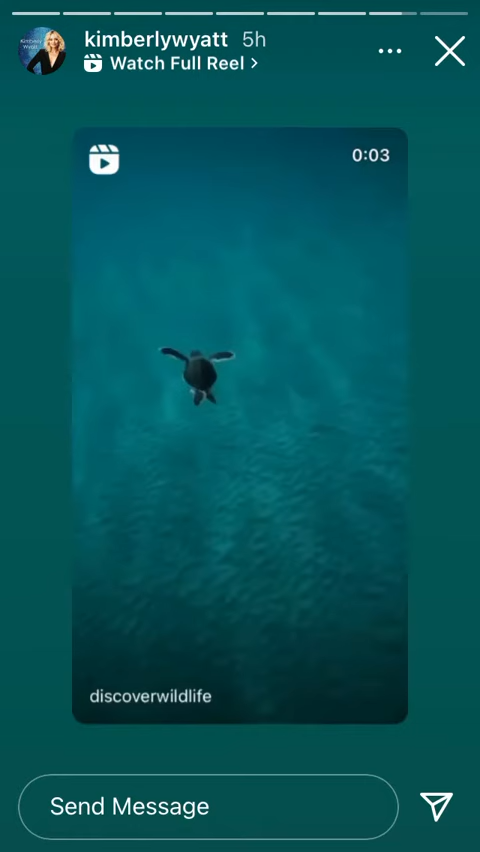 kimberlywyatt 5h
Watch Full Reel >
0:03
discoverwildlife
Send Message